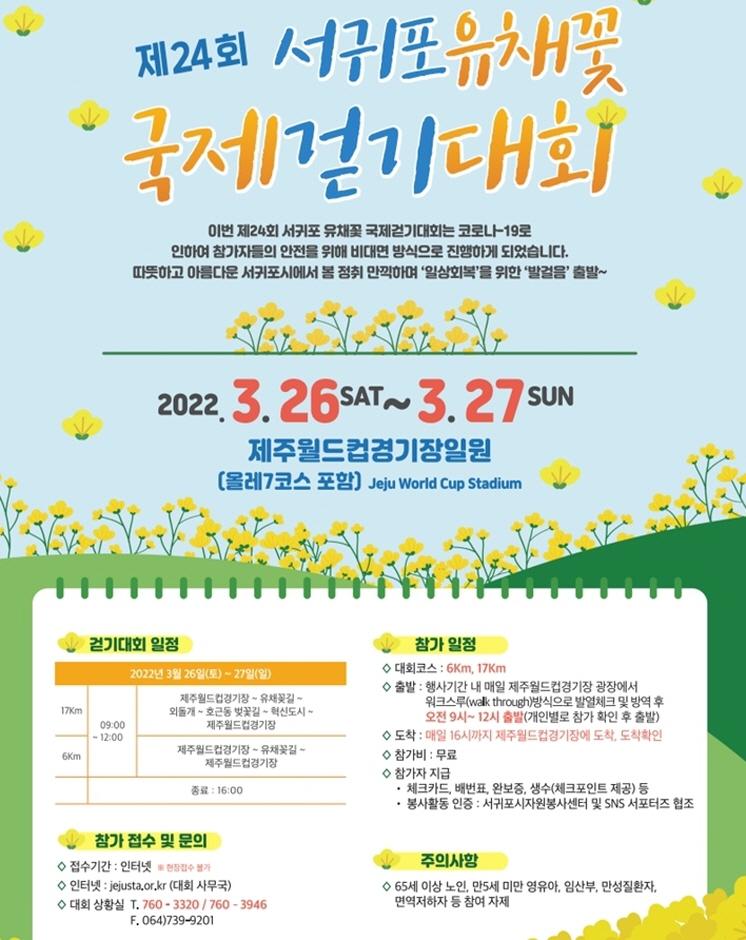 제24회 서귀포유채꽃
국제걷기대회
이번 제24회 서귀포 유채꽃 국제걷기대회는 코로나-19로
인하여 참가자들의 안전을 위해 비대면 방식으로 진행하게 되었습니다.
따뜻하고 아름다운 서귀포시에서 봄 정취 만끽하며 '일상회복'을 위한 '발걸음' 출발~
2022. 3. 26 SAT ~ 3. 27 SUN
제주월드컵경기장일원
(올레7코스 포함) Jeju World Cup Stadium
걷기대회 일정
2022년 3월 26일(토) ~ 27일(일)
17Km
09:00
~ 12:00
제주월드컵경기장 ~ 유채꽃길 ~
외돌개 ~ 호근동 벚꽃길 ~ 혁신도시 ~
제주월드컵경기장
6Km
제주월드컵경기장 ~ 유채꽃길 ~
제주월드컵경기장
종료 : 16:00
참가 접수 및 문의
◇ 접수기간 : 인터넷 ※ 현장접수 불가
◇ 인터넷 : jejusta.or.kr (대회 사무국)
◇ 대회 상황실 T. 760 - 3320 / 760 - 3946
F. 064)739-9201
참가 일정
◇ 대회코스 : 6Km, 17Km
◇ 출발 : 행사기간 내 매일 제주월드컵경기장 광장에서
워크스루(walk through)방식으로 발열체크 및 방역 후
오전 9시~ 12시 출발(개인별로 참가 확인 후 출발)
◇ 도착 : 매일 16시까지 제주월드컵경기장에 도착, 도착확인
◇ 참가비 : 무료
◇ 참가자 지급
• 체크카드, 배번표, 완보증, 생수(체크포인트 제공) 등
• 봉사활동 인증 : 서귀포시자원봉사센터 및 SNS 서포터즈 협조
주의사항
◇ 65세 이상 노인, 만5세 미만 영유아, 임산부, 만성질환자,
면역저하자 등 참여 자제